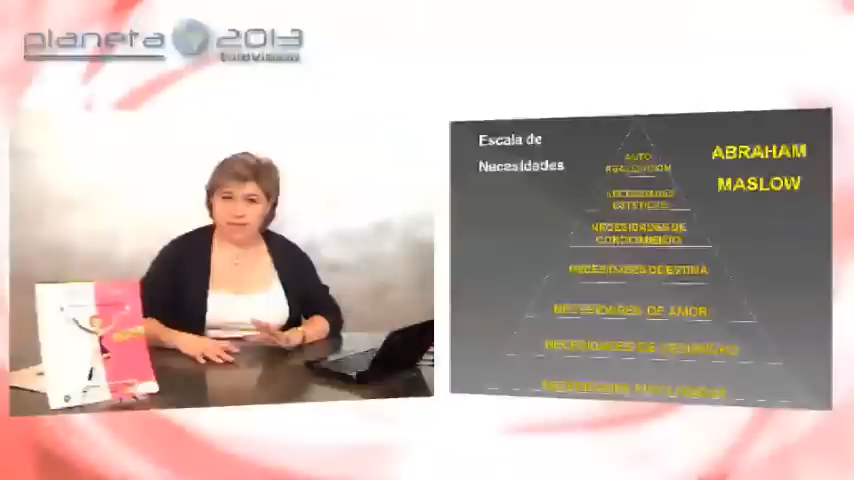 planeta 2013
televisión
Escala de
Necesidades
ABRAHAM
MASLOW
AUTO
REALIZACION
NECESIDADES
ESTETICAS
NECESIDADES DE
CONOCIMIENTO
NECESIDADES DE ESTIMA
NECESIDADES DE AMOR
NECESIDADES DE SEGURIDAD